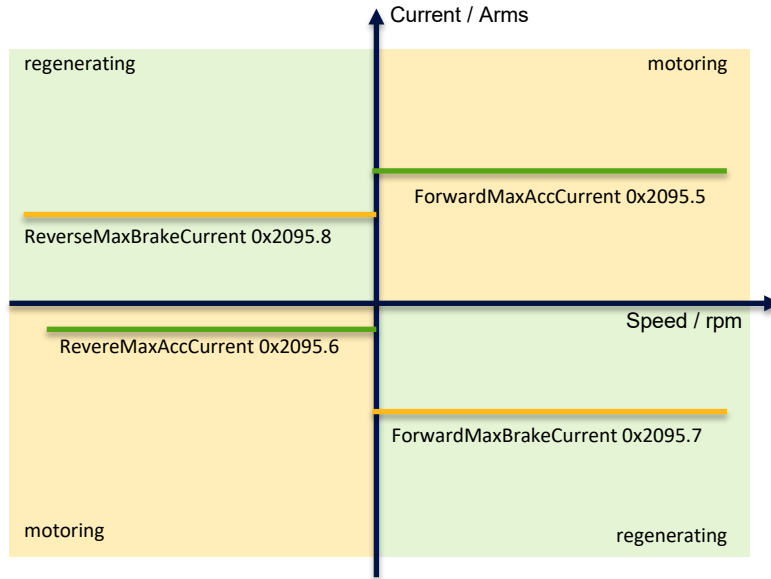 Current / Arms
regenerating
motoring
ForwardMaxAccCurrent 0x2095.5
ReverseMaxBrakeCurrent 0x2095.8
Speed / rpm
RevereMaxAccCurrent 0x2095.6
ForwardMaxBrakeCurrent 0x2095.7
motoring
regenerating